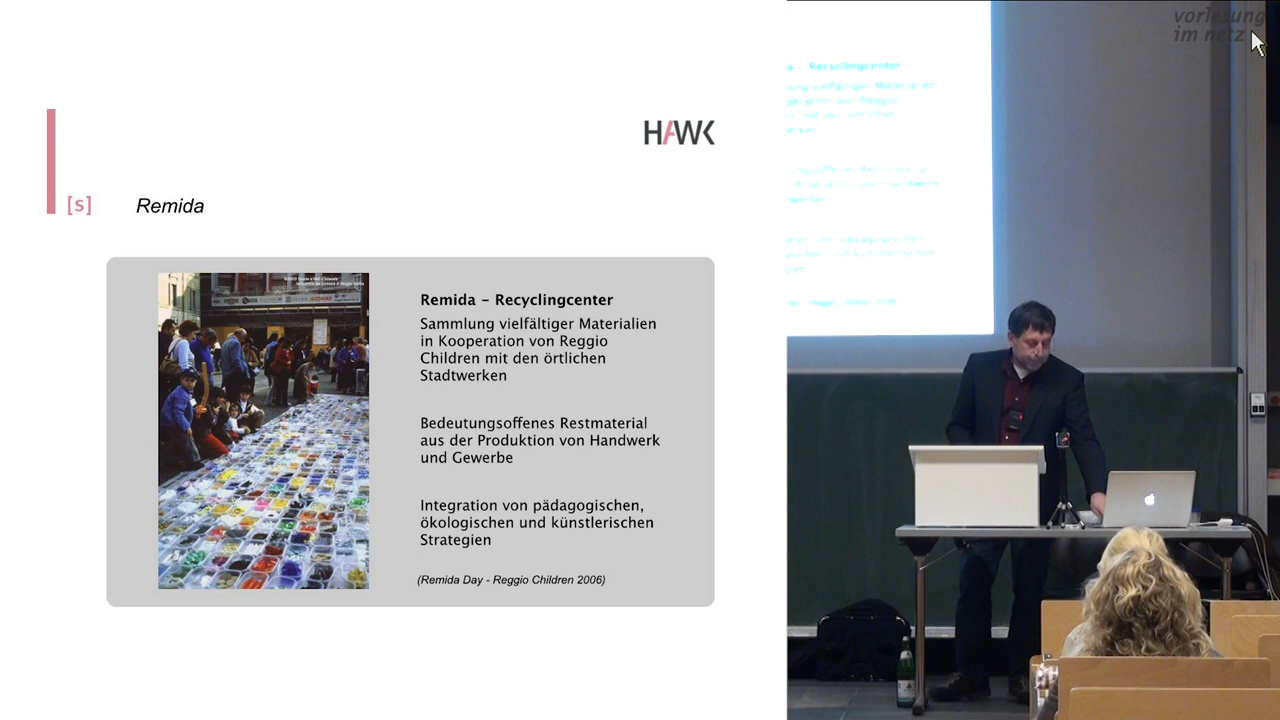 HAWK
[s]
Remida
Remida – Recyclingcenter
Sammlung vielfältiger Materialien
in Kooperation von Reggio
Children mit den örtlichen
Stadtwerken
Bedeutungsoffenes Restmaterial
aus der Produktion von Handwerk
und Gewerbe
Integration von pädagogischen,
ökologischen und künstlerischen
Strategien
(Remida Day - Reggio Children 2006)
vorlesung
im netz
a - Recyclingcenter